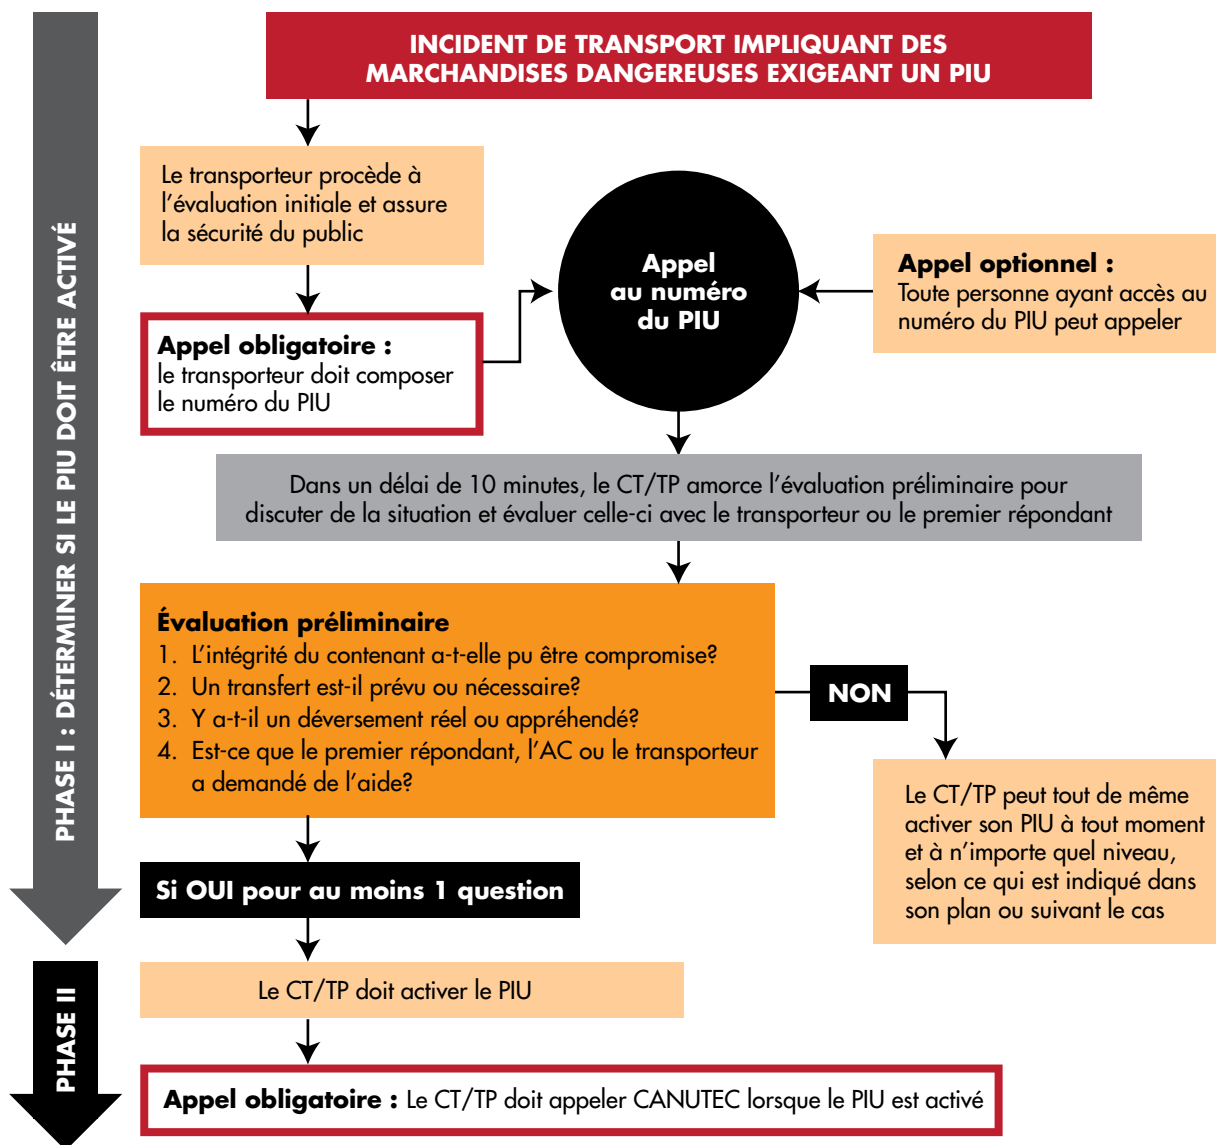 INCIDENT DE TRANSPORT IMPLIQUANT DES
MARCHANDISES DANGEREUSES EXIGEANT UN PIU
PHASE I : DÉTERMINER SI LE PIU DOIT ÊTRE ACTIVÉ
Le transporteur procède à
l’évaluation initiale et assure
la sécurité du public
Appel obligatoire :
le transporteur doit composer
le numéro du PIU
Appel
au numéro
du PIU
Appel optionnel :
Toute personne ayant accès au
numéro du PIU peut appeler
Dans un délai de 10 minutes, le CT/TP amorce l’évaluation préliminaire pour
discuter de la situation et évaluer celle-ci avec le transporteur ou le premier répondant
Évaluation préliminaire
1. L’intégrité du contenant a-t-elle pu être compromise?
2. Un transfert est-il prévu ou nécessaire?
3. Y a-t-il un déversement réel ou appréhendé?
4. Est-ce que le premier répondant, l’AC ou le transporteur
a demandé de l’aide?
NON
Le CT/TP peut tout de même
activer son PIU à tout moment
et à n’importe quel niveau,
selon ce qui est indiqué dans
son plan ou suivant le cas
Si OUI pour au moins 1 question
PHASE II
Le CT/TP doit activer le PIU
Appel obligatoire : Le CT/TP doit appeler CANUTEC lorsque le PIU est activé